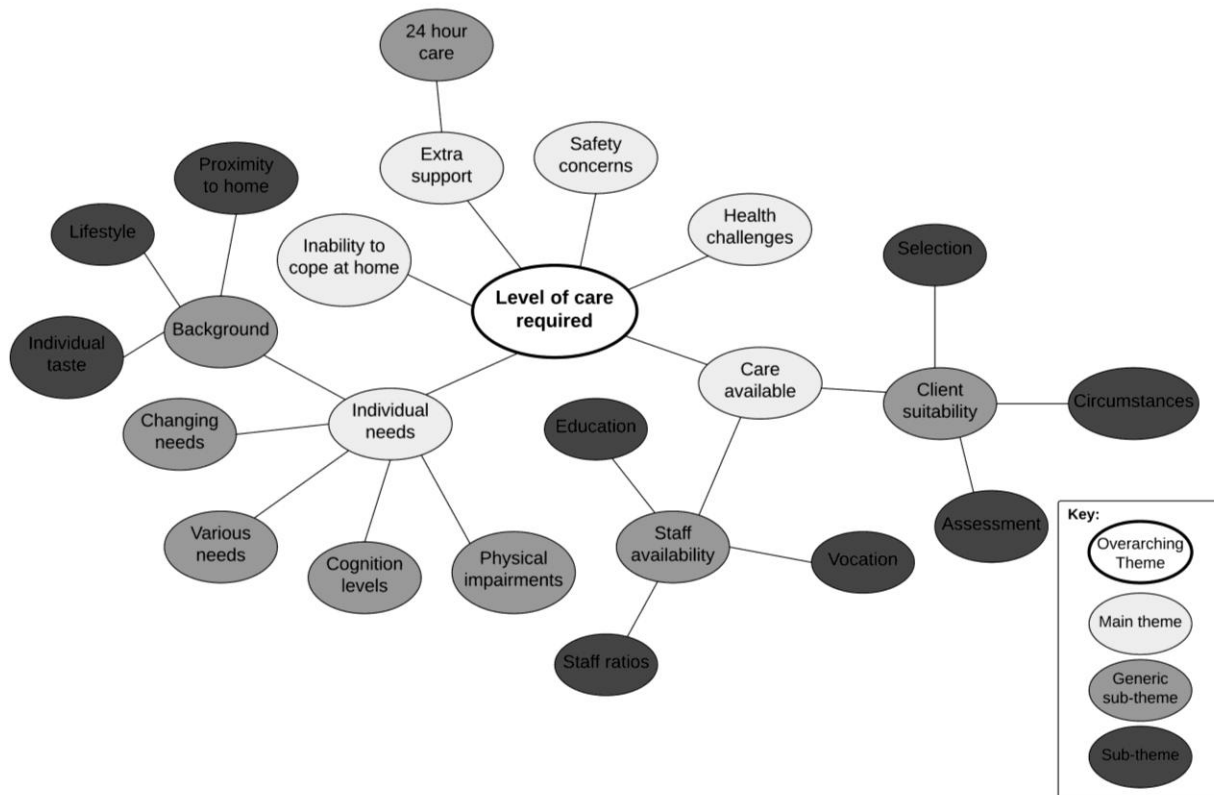 24 hour
care
Extra
support
Safety
concerns
Proximity
to home
Health
challenges
Lifestyle
Inability to
cope at home
Selection
Level of care
required
Background
Individual
taste
Care
available
Client
suitability
Circumstances
Individual
needs
Changing
needs
Education
Various
needs
Cognition
levels
Physical
impairments
Staff
availability
Vocation
Assessment
Staff ratios
Key:
Overarching
Theme
Main theme
Generic
sub-theme
Sub-theme